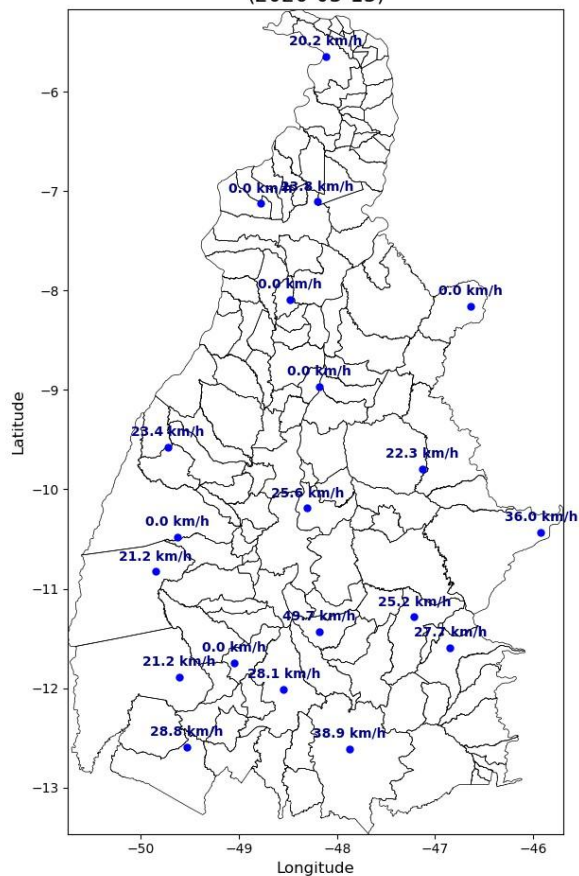 20.2 km/h
−6
0.0 km/h
−7
−8
0.0 km/h
0.0 km/h
0.0 km/h
−9
23.4 km/h
22.3 km/h
−10
25.6 km/h
0.0 km/h
36.0 km/h
21.2 km/h
−11
25.2 km/h
49.7 km/h
27.7 km/h
0.0 km/h
21.2 km/h
28.1 km/h
−12
28.8 km/h
38.9 km/h
−13
Latitude
−50
−49
−48
−47
−46
Longitude